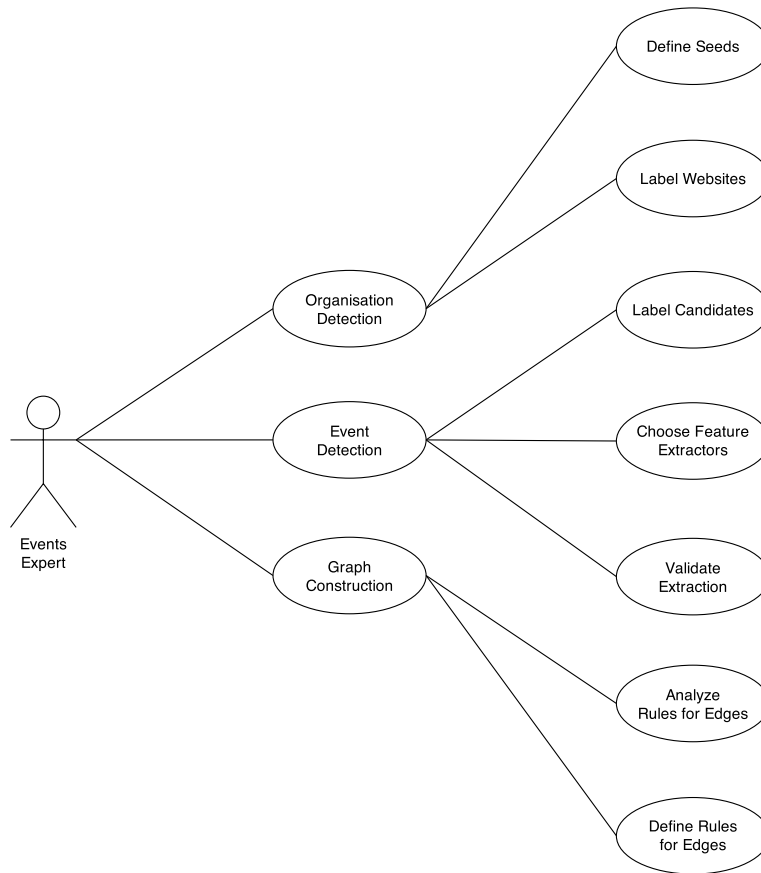 Define Seeds
Label Websites
Organisation
Detection
Label Candidates
Event
Detection
Choose Feature
Extractors
Events
Expert
Graph
Construction
Validate
Extraction
Analyze
Rules for Edges
Define Rules
for Edges